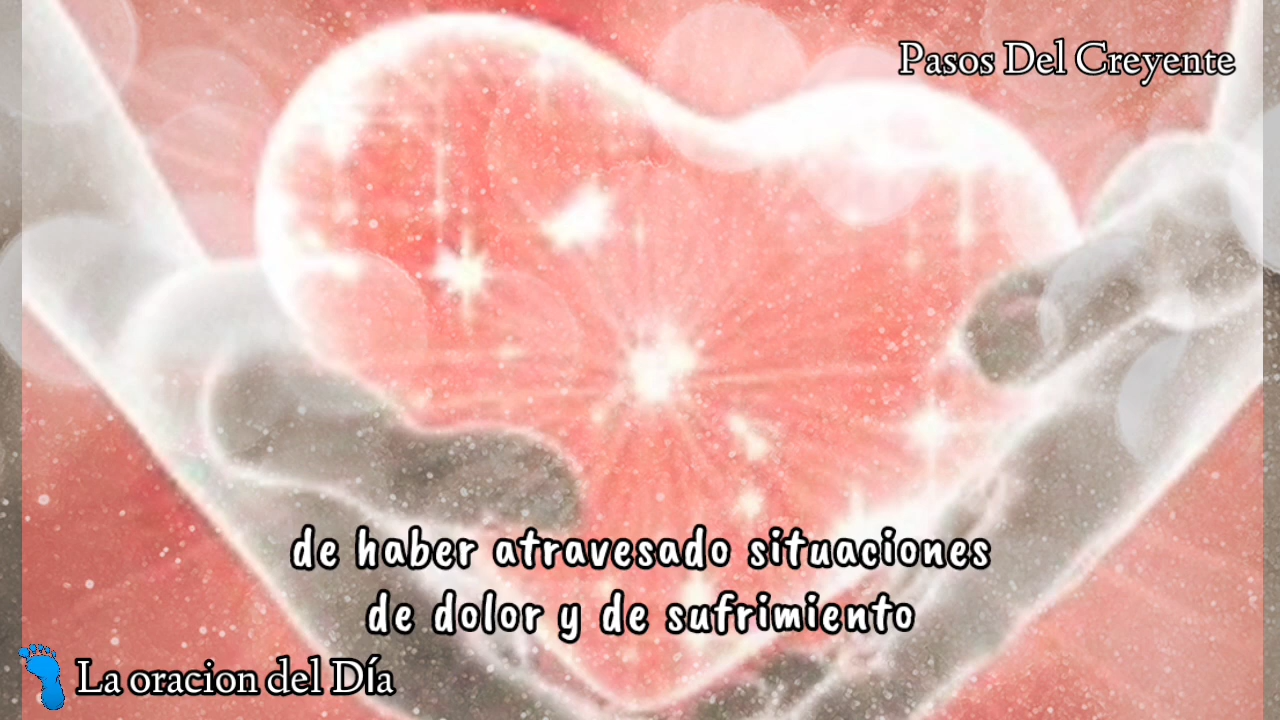 Pasos Del Creyente
de haber atravesado situaciones
de dolor y de sufrimiento
La oracion del Día